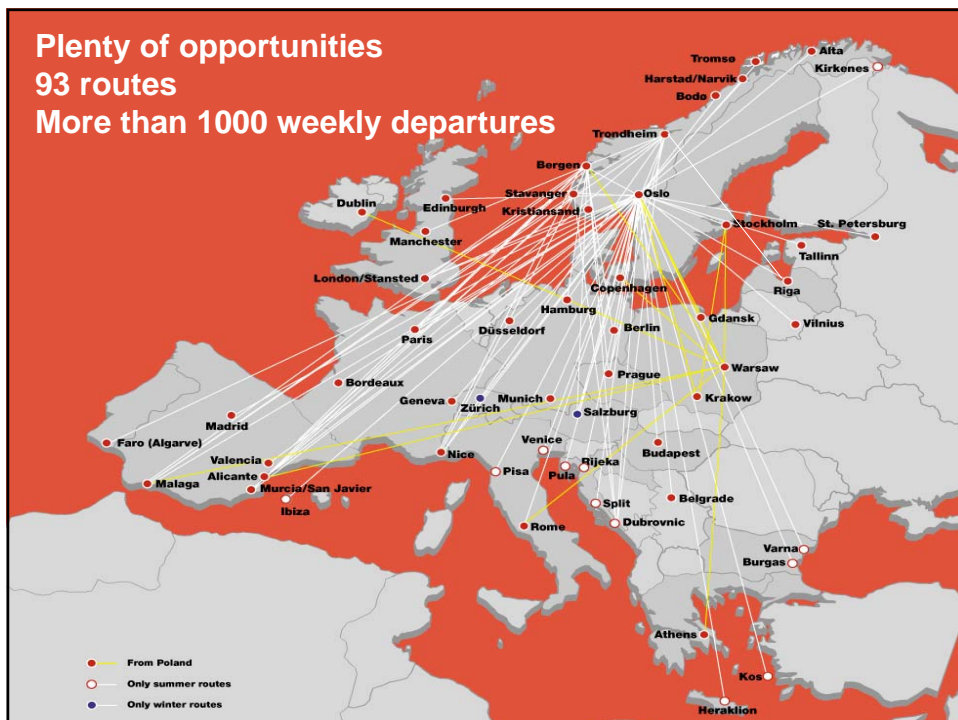 Plenty of opportunities
93 routes
More than 1000 weekly departures
Alta
Tromsø
Kirkenes
Harstad/Narvik
Bodø
Trondheim
Bergen
Stavanger
Oslo
Dublin
Edinburgh
Kristiansand
Stockholm
St. Petersburg
Manchester
Tallinn
London/Stansted
Copenhagen
Riga
Hamburg
Gdansk
Vilnius
Düsseldorf
Berlin
Paris
Warsaw
Prague
Bordeaux
Geneva
Zürich
Munich
Krakow
Salzburg
Madrid
Faro (Algarve)
Venice
Budapest
Valencia
Nice
Pisa
Pula
Rijeka
Malaga
Alicante
Murcia/San Javier
Ibiza
Split
Belgrade
Rome
Dubrovnic
Varna
Burgas
Athens
Kos
Heraklion
From Poland
Only summer routes
Only winter routes